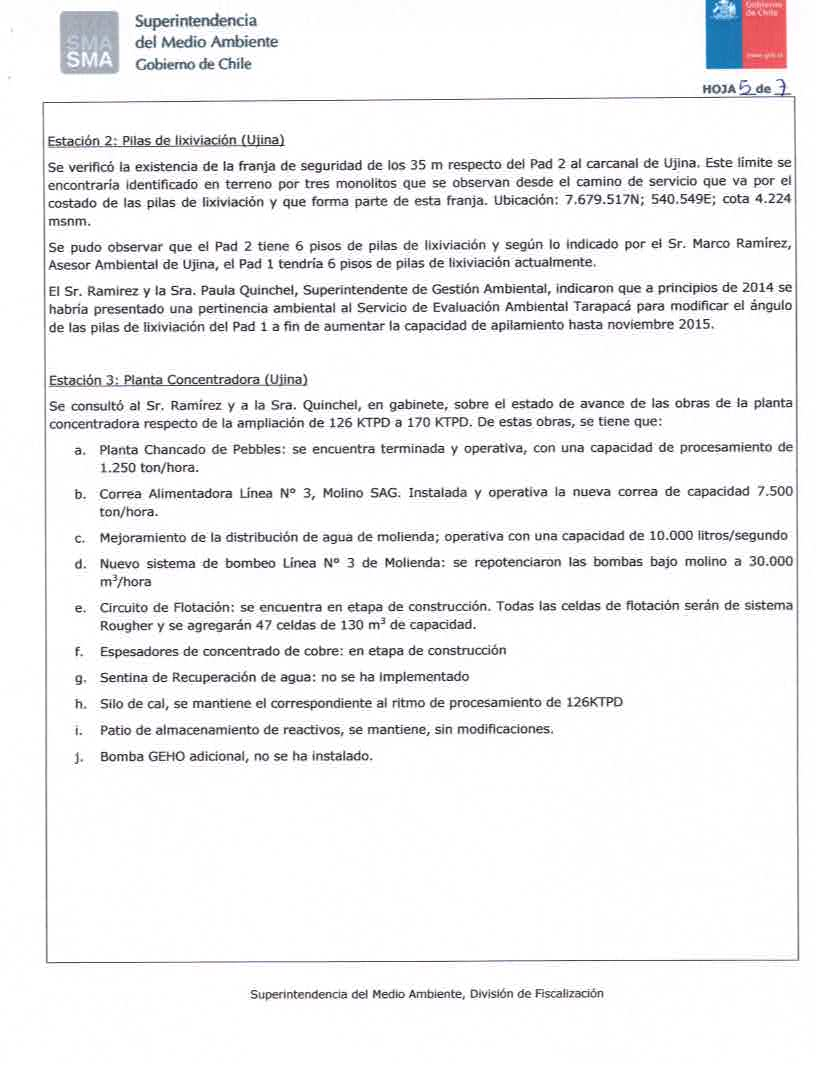 SMA
SMA
Superintendencia
del Medio Ambiente
Gobierno de Chile
Gobierno
de Chile
HOJA 5 de 7
Estación 2: Pilas de lixiviación (Ujina)
Se verificó la existencia de la franja de seguridad de los 35 m respecto del Pad 2 al carcanal de Ujina. Este límite se
encontraría identificado en terreno por tres monolitos que se observan desde el camino de servicio que va por el
costado de las pilas de lixiviación y que forma parte de esta franja. Ubicación: 7.679.517N; 540.549E; cota 4.224
msnm.
Se pudo observar que el Pad 2 tiene 6 pisos de pilas de lixiviación y según lo indicado por el Sr. Marco Ramírez,
Asesor Ambiental de Ujina, el Pad 1 tendría 6 pisos de pilas de lixiviación actualmente.
El Sr. Ramirez y la Sra. Paula Quinchel, Superintendente de Gestión Ambiental, indicaron que a principios de 2014 se
habría presentado una pertinencia ambiental al Servicio de Evaluación Ambiental Tarapacá para modificar el ángulo
de las pilas de lixiviación del Pad 1 a fin de aumentar la capacidad de apilamiento hasta noviembre 2015.
Estación 3: Planta Concentradora (Ujina)
Se consultó al Sr. Ramírez y a la Sra. Quinchel, en gabinete, sobre el estado de avance de las obras de la planta
concentradora respecto de la ampliación de 126 KTPD a 170 KTPD. De estas obras, se tiene que:
a. Planta Chancado de Pebbles: se encuentra terminada y operativa, con una capacidad de procesamiento de
1.250 ton/hora.
b. Correa Alimentadora Línea Nº 3, Molino SAG. Instalada y operativa la nueva correa de capacidad 7.500
ton/hora.
c. Mejoramiento de la distribución de agua de molienda; operativa con una capacidad de 10.000 litros/segundo
d. Nuevo sistema de bombeo Línea Nº 3 de Molienda: se repotenciaron las bombas bajo molino a 30.000
m³/hora
e. Circuito de Flotación: se encuentra en etapa de construcción. Todas las celdas de flotación serán de sistema
Rougher y se agregarán 47 celdas de 130 m³ de capacidad.
f. Espesadores de concentrado de cobre: en etapa de construcción
g. Sentina de Recuperación de agua: no se ha implementado
h. Silo de cal, se mantiene el correspondiente al ritmo de procesamiento de 126KTPD
i. Patio de almacenamiento de reactivos, se mantiene, sin modificaciones.
j. Bomba GEHO adicional, no se ha instalado.
Superintendencia del Medio Ambiente, División de Fiscalización